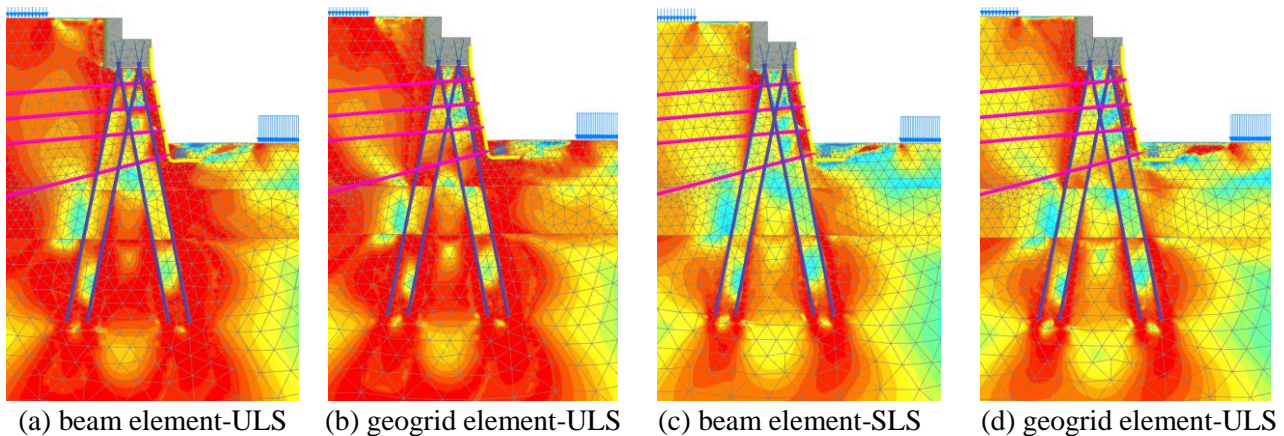 (a) beam element-ULS
(b) geogrid element-ULS
(c) beam element-SLS
(d) geogrid element-ULS